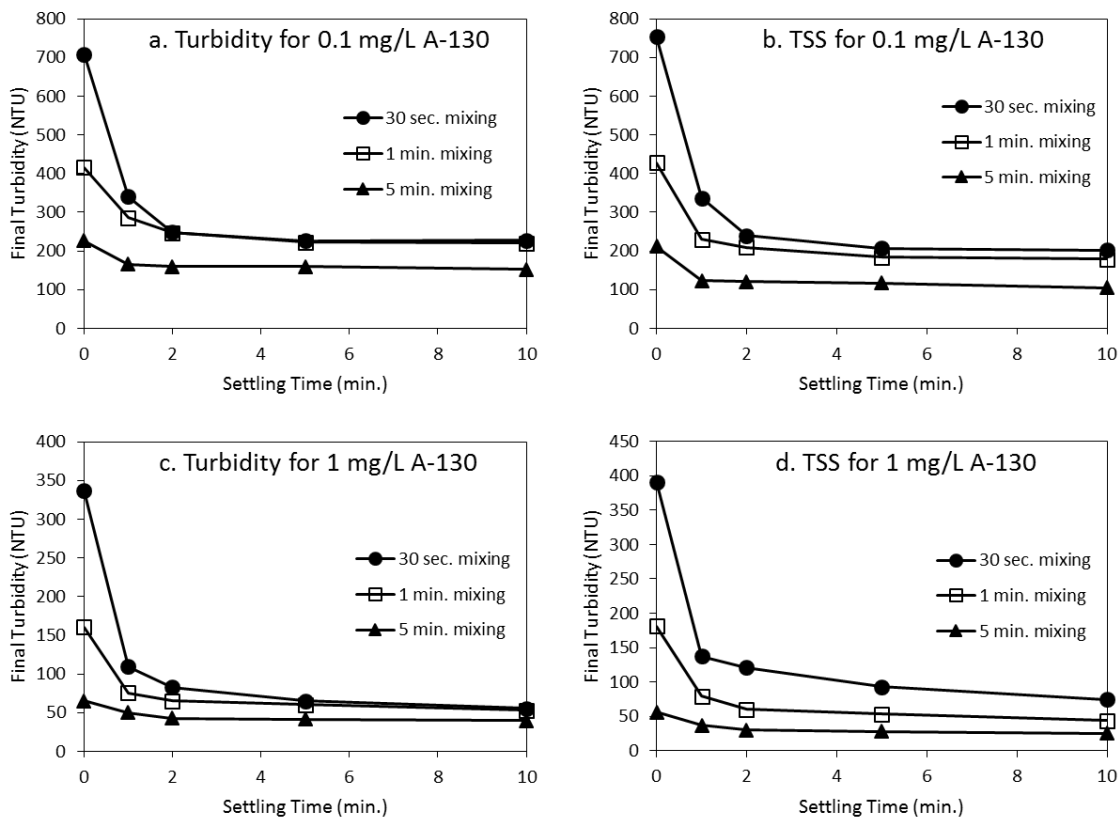 a. Turbidity for 0.1 mg/L A-130
Final Turbidity (NTU)
800
700
600
500
400
300
200
100
0
30 sec. mixing
1 min. mixing
5 min. mixing
0 2 4 6 8 10
Settling Time (min.)
b. TSS for 0.1 mg/L A-130
Final Turbidity (NTU)
800
700
600
500
400
300
200
100
0
30 sec. mixing
1 min. mixing
5 min. mixing
0 2 4 6 8 10
Settling Time (min.)
c. Turbidity for 1 mg/L A-130
Final Turbidity (NTU)
400
350
300
250
200
150
100
50
0
30 sec. mixing
1 min. mixing
5 min. mixing
0 2 4 6 8 10
Settling Time (min.)
d. TSS for 1 mg/L A-130
Final Turbidity (NTU)
450
400
350
300
250
200
150
100
50
0
30 sec. mixing
1 min. mixing
5 min. mixing
0 2 4 6 8 10
Settling Time (min.)